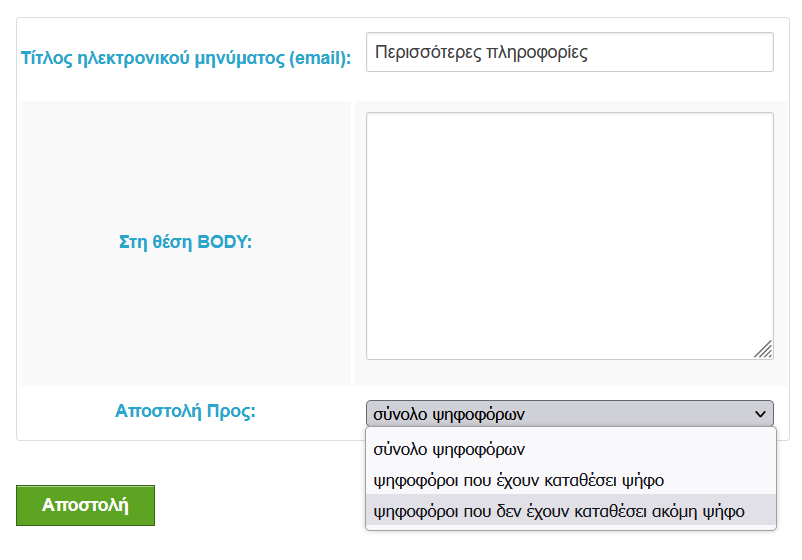 Τίτλος ηλεκτρονικού μηνύματος (email):
Περισσότερες πληροφορίες
Στη θέση BODY:
Αποστολή Προς:
σύνολο ψηφοφόρων
σύνολο ψηφοφόρων
ψηφοφόροι που έχουν καταθέσει ψήφο
ψηφοφόροι που δεν έχουν καταθέσει ακόμη ψήφο
Αποστολή